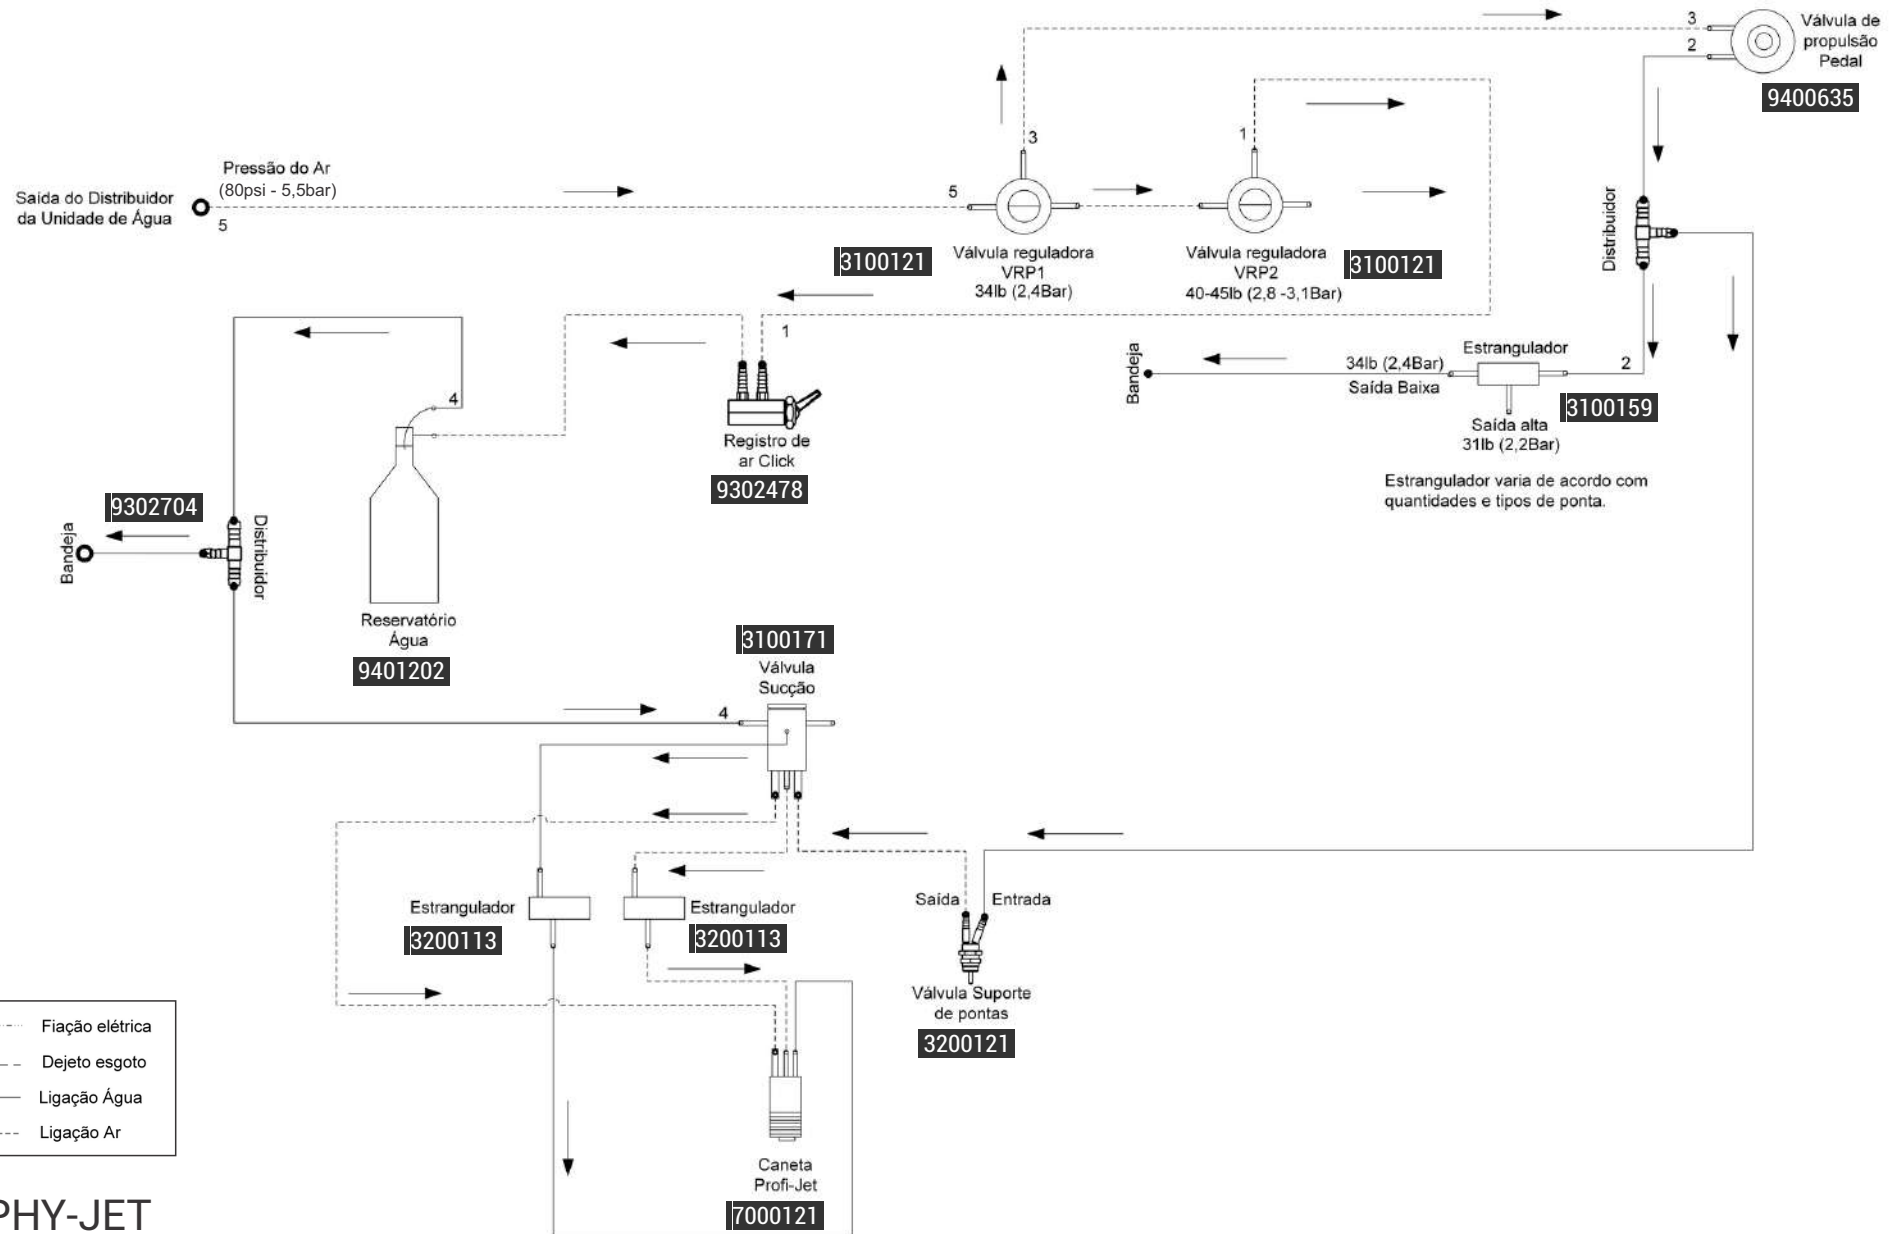 3
2
Válvula de
propulsão
Pedal
9400635
3
1
Pressão do Ar
(80psi - 5,5bar)
Saída do Distribuidor
da Unidade de Água
5
5
3100121
Válvula reguladora
VRP1
34lb (2,4Bar)
Válvula reguladora
VRP2
40-45lb (2,8 -3,1Bar)
3100121
Distribuidor
1
Bandeja
34lb (2,4Bar)
Saída Baixa
Estrangulador
2
3100159
Saída alta
31lb (2,2Bar)
Estrangulador varia de acordo com
quantidades e tipos de ponta.
4
Registro de
ar Click
9302478
9302704
Bandeja
Distribuidor
Reservatório
Água
9401202
3100171
Válvula
Sucção
4
Estrangulador
3200113
Estrangulador
3200113
Saída
Entrada
Válvula Suporte
de pontas
3200121
Fiação elétrica
Dejeto esgoto
Ligação Água
Ligação Ar
Caneta
Profi-Jet
7000121
PHY-JET